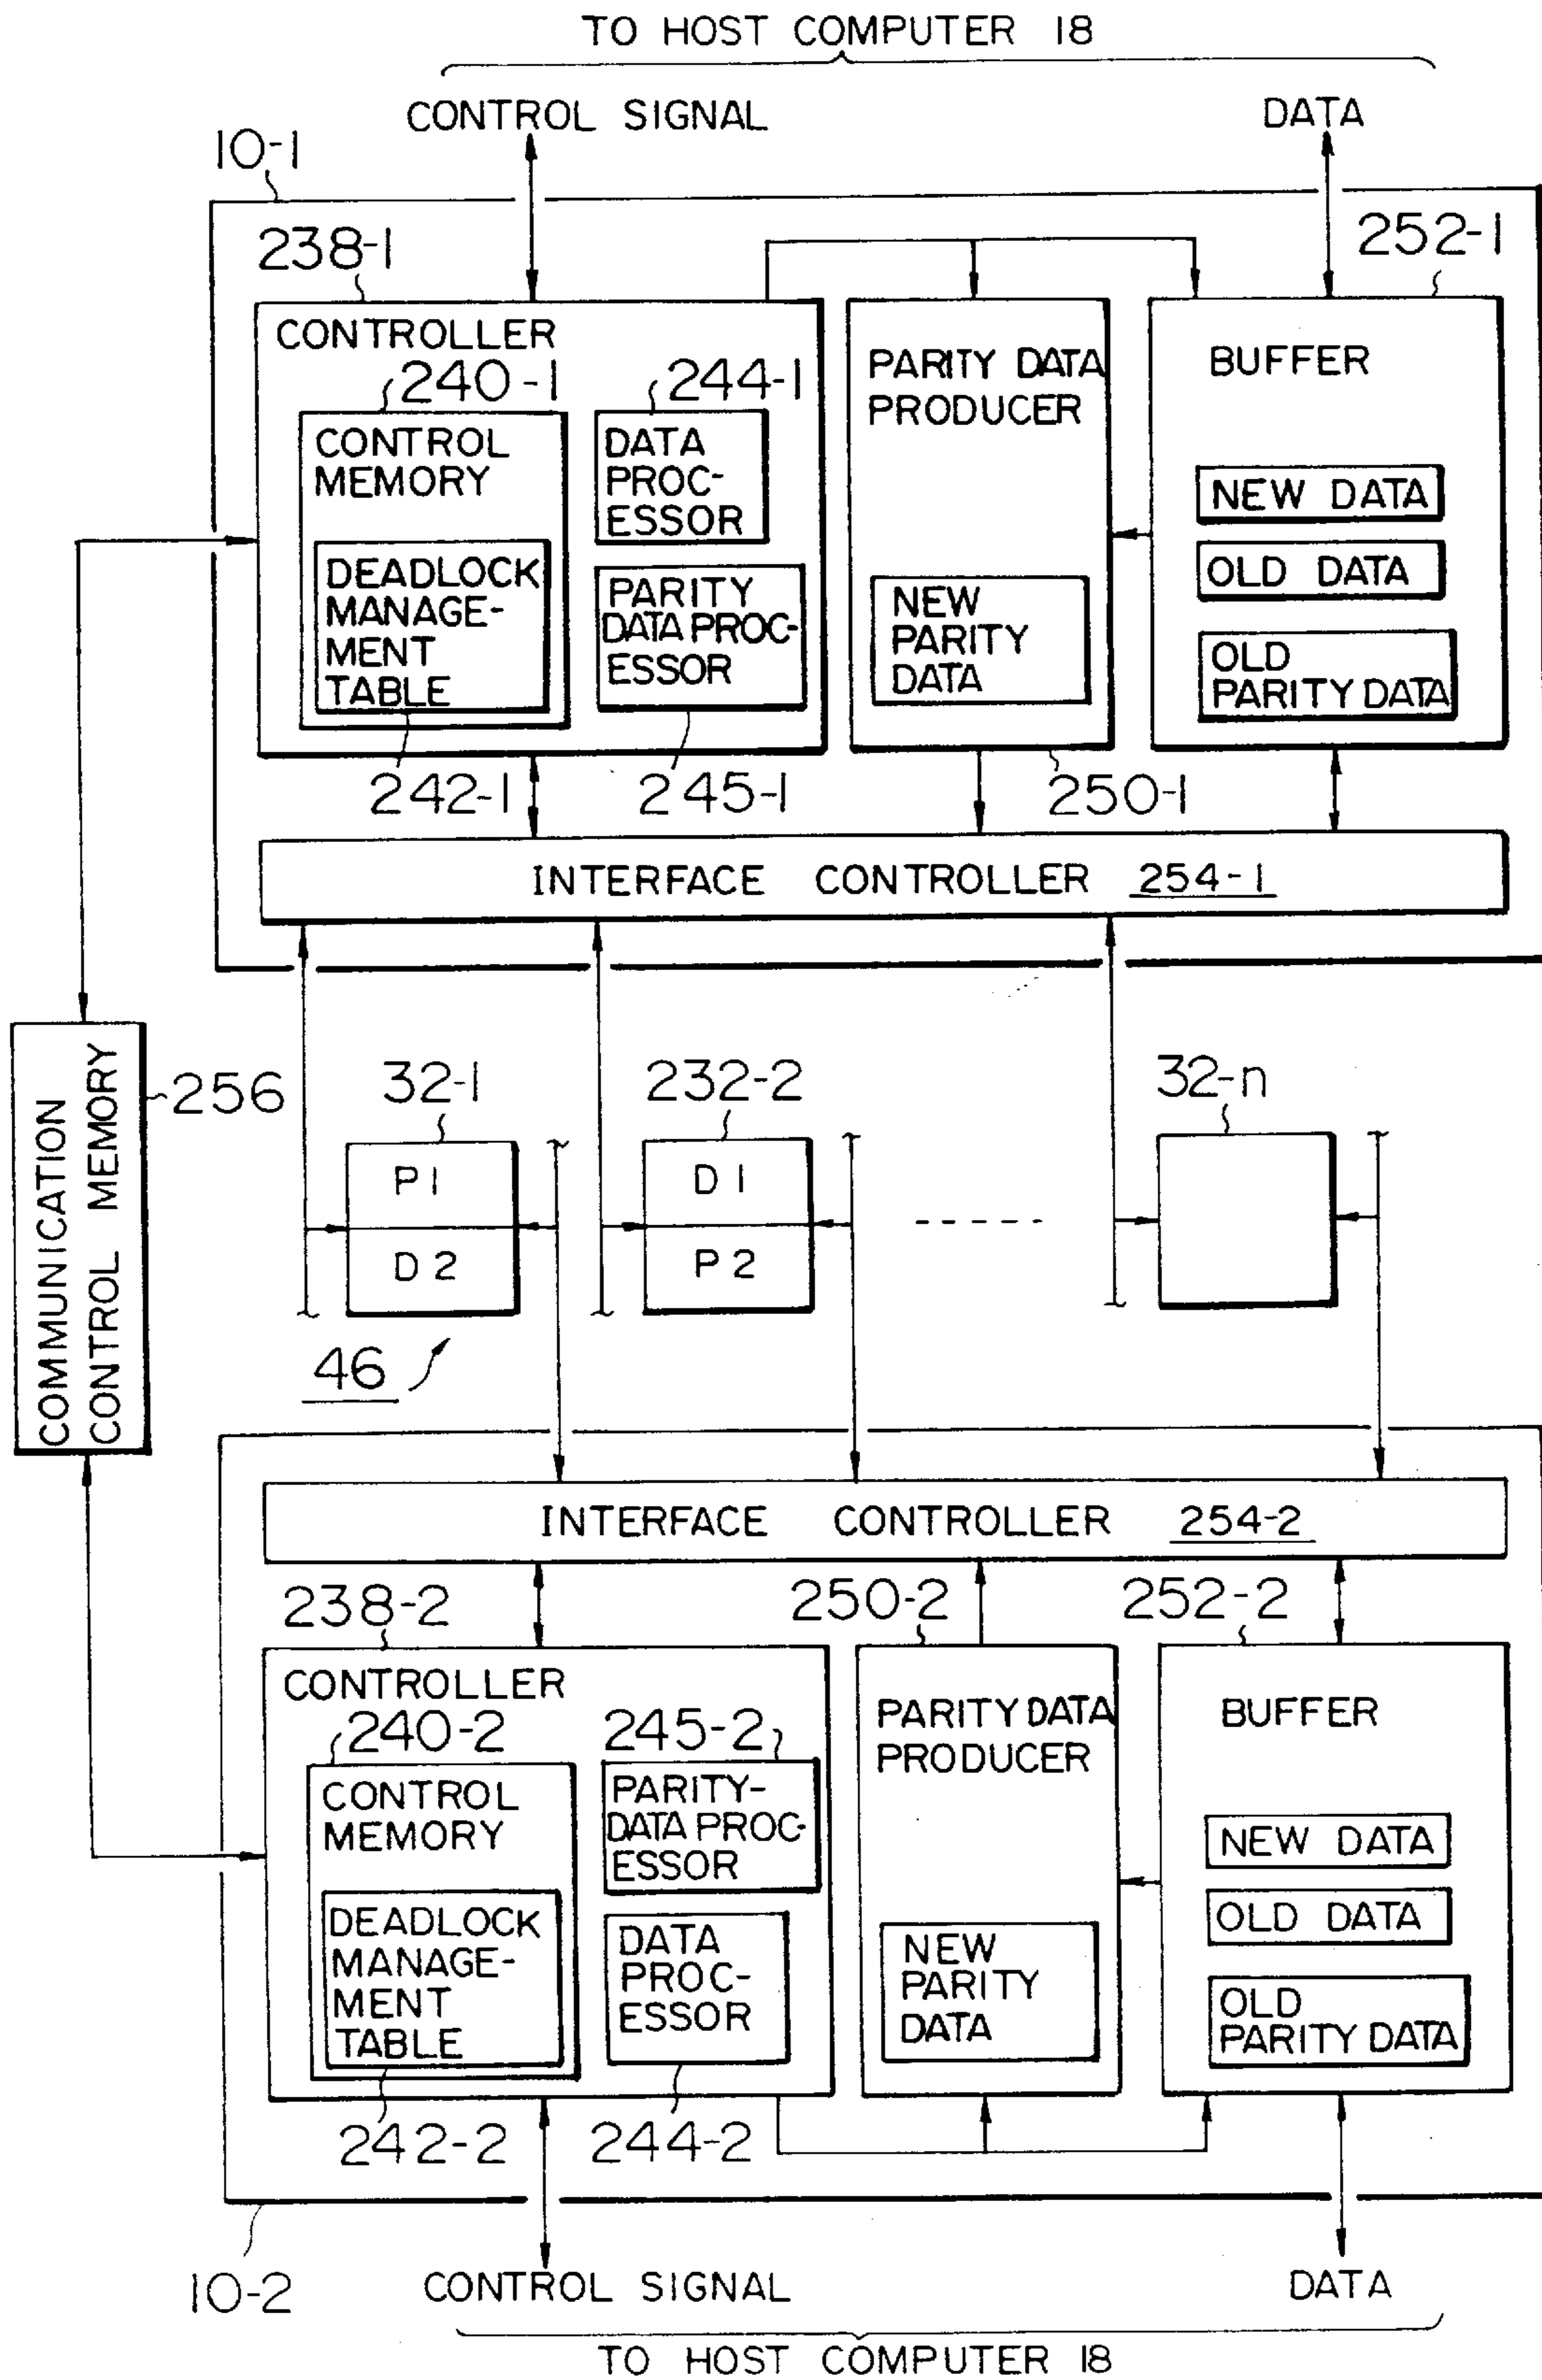 TO HOST COMPUTER 18
CONTROL SIGNAL
DATA
10-1
238-1
252-1
CONTROLLER
240-1
244-1
CONTROL
MEMORY
DATA
PROC-
ESSOR
DEADLOCK
MANAGE-
MENT
TABLE
PARITY
DATA PROC-
ESSOR
242-1
245-1
PARITY DATA
PRODUCER
NEW
PARITY
DATA
250-1
BUFFER
NEW DATA
OLD DATA
OLD
PARITY DATA
INTERFACE CONTROLLER 254-1
COMMUNICATION
CONTROL MEMORY
256
32-1
P1
D2
232-2
D1
P2
32-n
46
INTERFACE CONTROLLER 254-2
238-2
250-2
252-2
CONTROLLER
240-2
245-2
CONTROL
MEMORY
PARITY-
DATA PROC-
ESSOR
DEADLOCK
MANAGE-
MENT
TABLE
DATA
PROC-
ESSOR
242-2
244-2
PARITY DATA
PRODUCER
NEW
PARITY
DATA
BUFFER
NEW DATA
OLD DATA
OLD
PARITY DATA
10-2
CONTROL SIGNAL
DATA
TO HOST COMPUTER 18